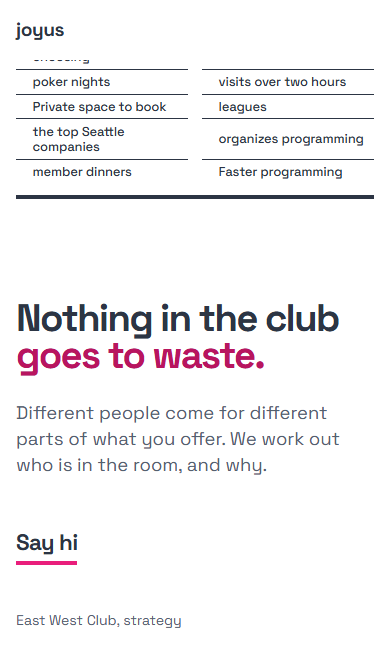 joyus
poker nights
visits over two hours
Private space to book
leagues
the top Seattle
companies
organizes programming
member dinners
Faster programming
Nothing in the club
goes to waste.
Different people come for different
parts of what you offer. We work out
who is in the room, and why.
Say hi
East West Club, strategy